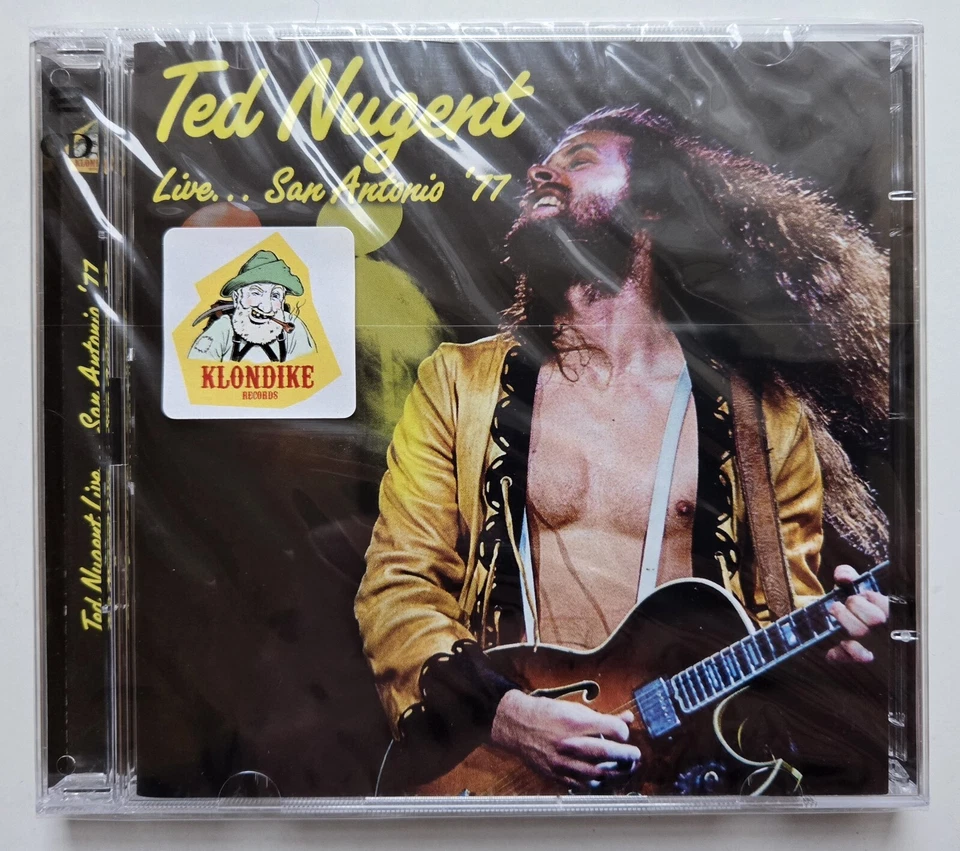 Ted Nugent
Live... San Antonio '77
KLONDIKE
RECORDS
Ted Nugent Live... San Antonio '77